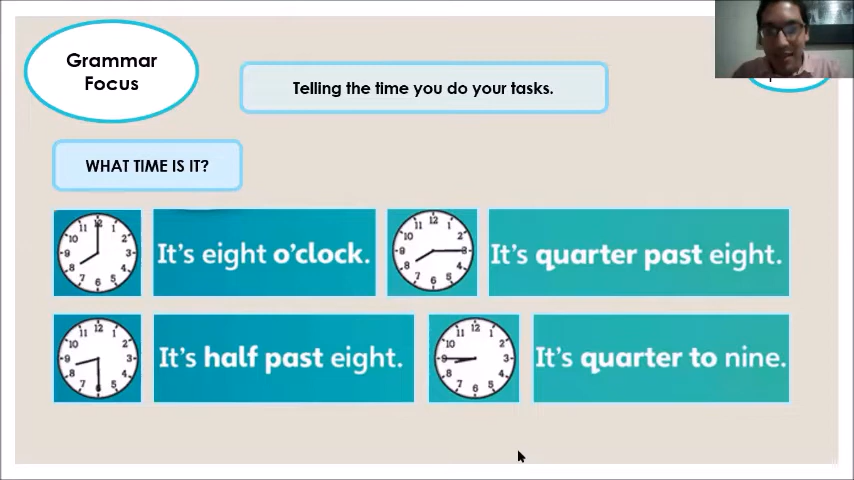 Grammar
Focus
Telling the time you do your tasks.
WHAT TIME IS IT?
It's eight o'clock.
It's quarter past eight.
It's half past eight.
It's quarter to nine.